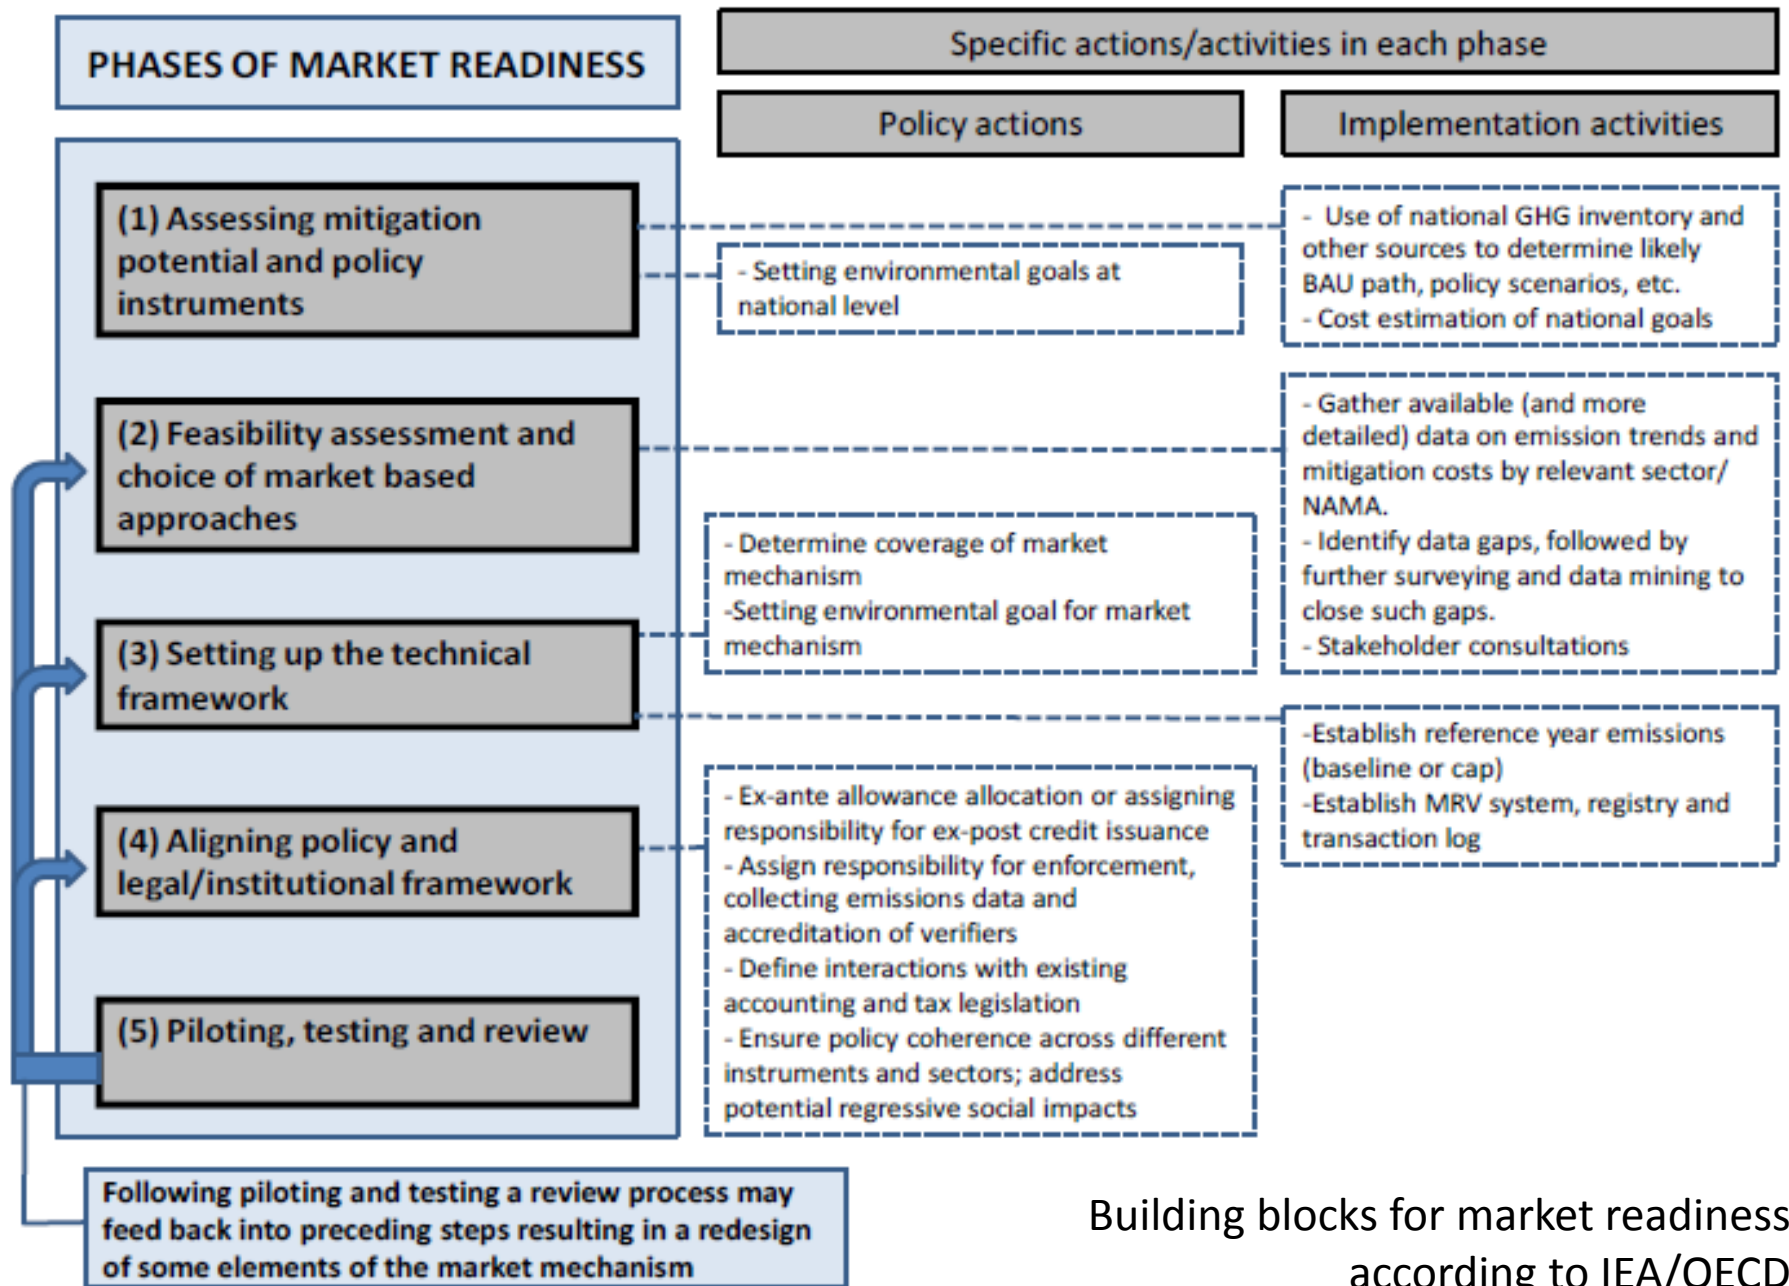 PHASES OF MARKET READINESS
Specific actions/activities in each phase
Policy actions
Implementation activities
(1) Assessing mitigation
potential and policy
instruments
- Setting environmental goals at
national level
- Use of national GHG inventory and
other sources to determine likely
BAU path, policy scenarios, etc.
- Cost estimation of national goals
(2) Feasibility assessment and
choice of market based
approaches
- Gather available (and more
detailed) data on emission trends and
mitigation costs by relevant sector/
NAMA.
- Identify data gaps, followed by
further surveying and data mining to
close such gaps.
- Stakeholder consultations
- Determine coverage of market
mechanism
-Setting environmental goal for market
mechanism
(3) Setting up the technical
framework
-Establish reference year emissions
(baseline or cap)
-Establish MRV system, registry and
transaction log
(4) Aligning policy and
legal/institutional framework
- Ex-ante allowance allocation or assigning
responsibility for ex-post credit issuance
- Assign responsibility for enforcement,
collecting emissions data and
accreditation of verifiers
- Define interactions with existing
accounting and tax legislation
- Ensure policy coherence across different
instruments and sectors; address
potential regressive social impacts
(5) Piloting, testing and review
Following piloting and testing a review process may
feed back into preceding steps resulting in a redesign
of some elements of the market mechanism
Building blocks for market readiness
according to IEA/OECD